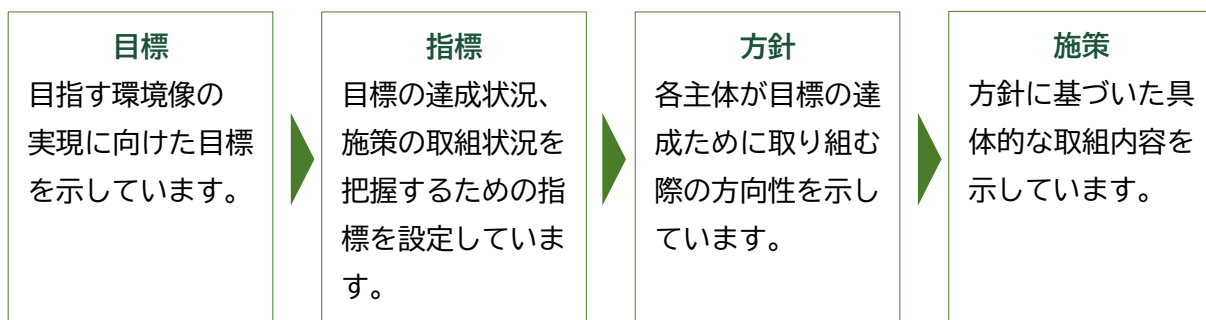 目標
目指す環境像の
実現に向けた目標
を示しています。
指標
目標の達成状況、
施策の取組状況を
把握するための指
標を設定していま
す。
方針
各主体が目標の達
成ために取り組む
際の方向性を示し
ています。
施策
方針に基づいた具
体的な取組内容を
示しています。